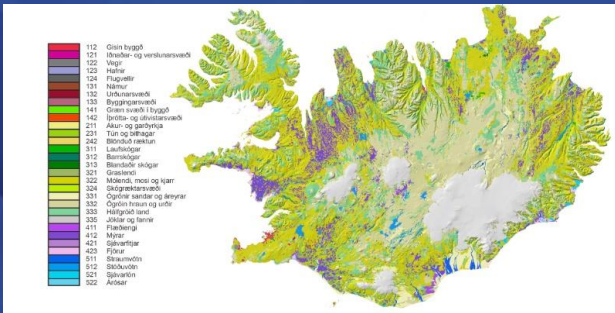 112 Gisin byggð
121 Iðnaðar- og verslunarsvæði
122 Vegir
123 Hafnir
124 Flugvellir
131 Námur
132 Urðunarsvæði
133 Byggingarsvæði
141 Græn svæði í byggð
142 Íþrótta- og útivistarsvæði
211 Akur- og garðyrkja
231 Tún og bithagar
242 Blönduð ræktun
311 Laufskógar
312 Barrskógar
313 Blandaðir skógar
321 Graslendi
322 Mólendi, mosi og kjarr
324 Skógræktarsvæði
331 Ógrónir sandar og áreyrar
332 Ógróin hraun og urðir
333 Hálfgróið land
335 Jöklar og fannir
411 Flæðiengi
412 Mýrar
421 Sjávarfitjar
423 Fjörur
511 Straumvötn
512 Stöðuvötn
521 Sjávarlón
522 Árósar